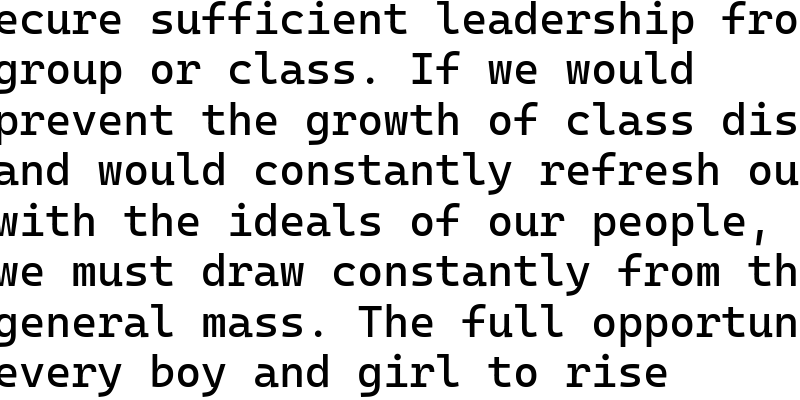 ecure sufficient leadership fro
group or class. If we would
prevent the growth of class dis
and would constantly refresh ou
with the ideals of our people,
we must draw constantly from th
general mass. The full opportun
every boy and girl to rise